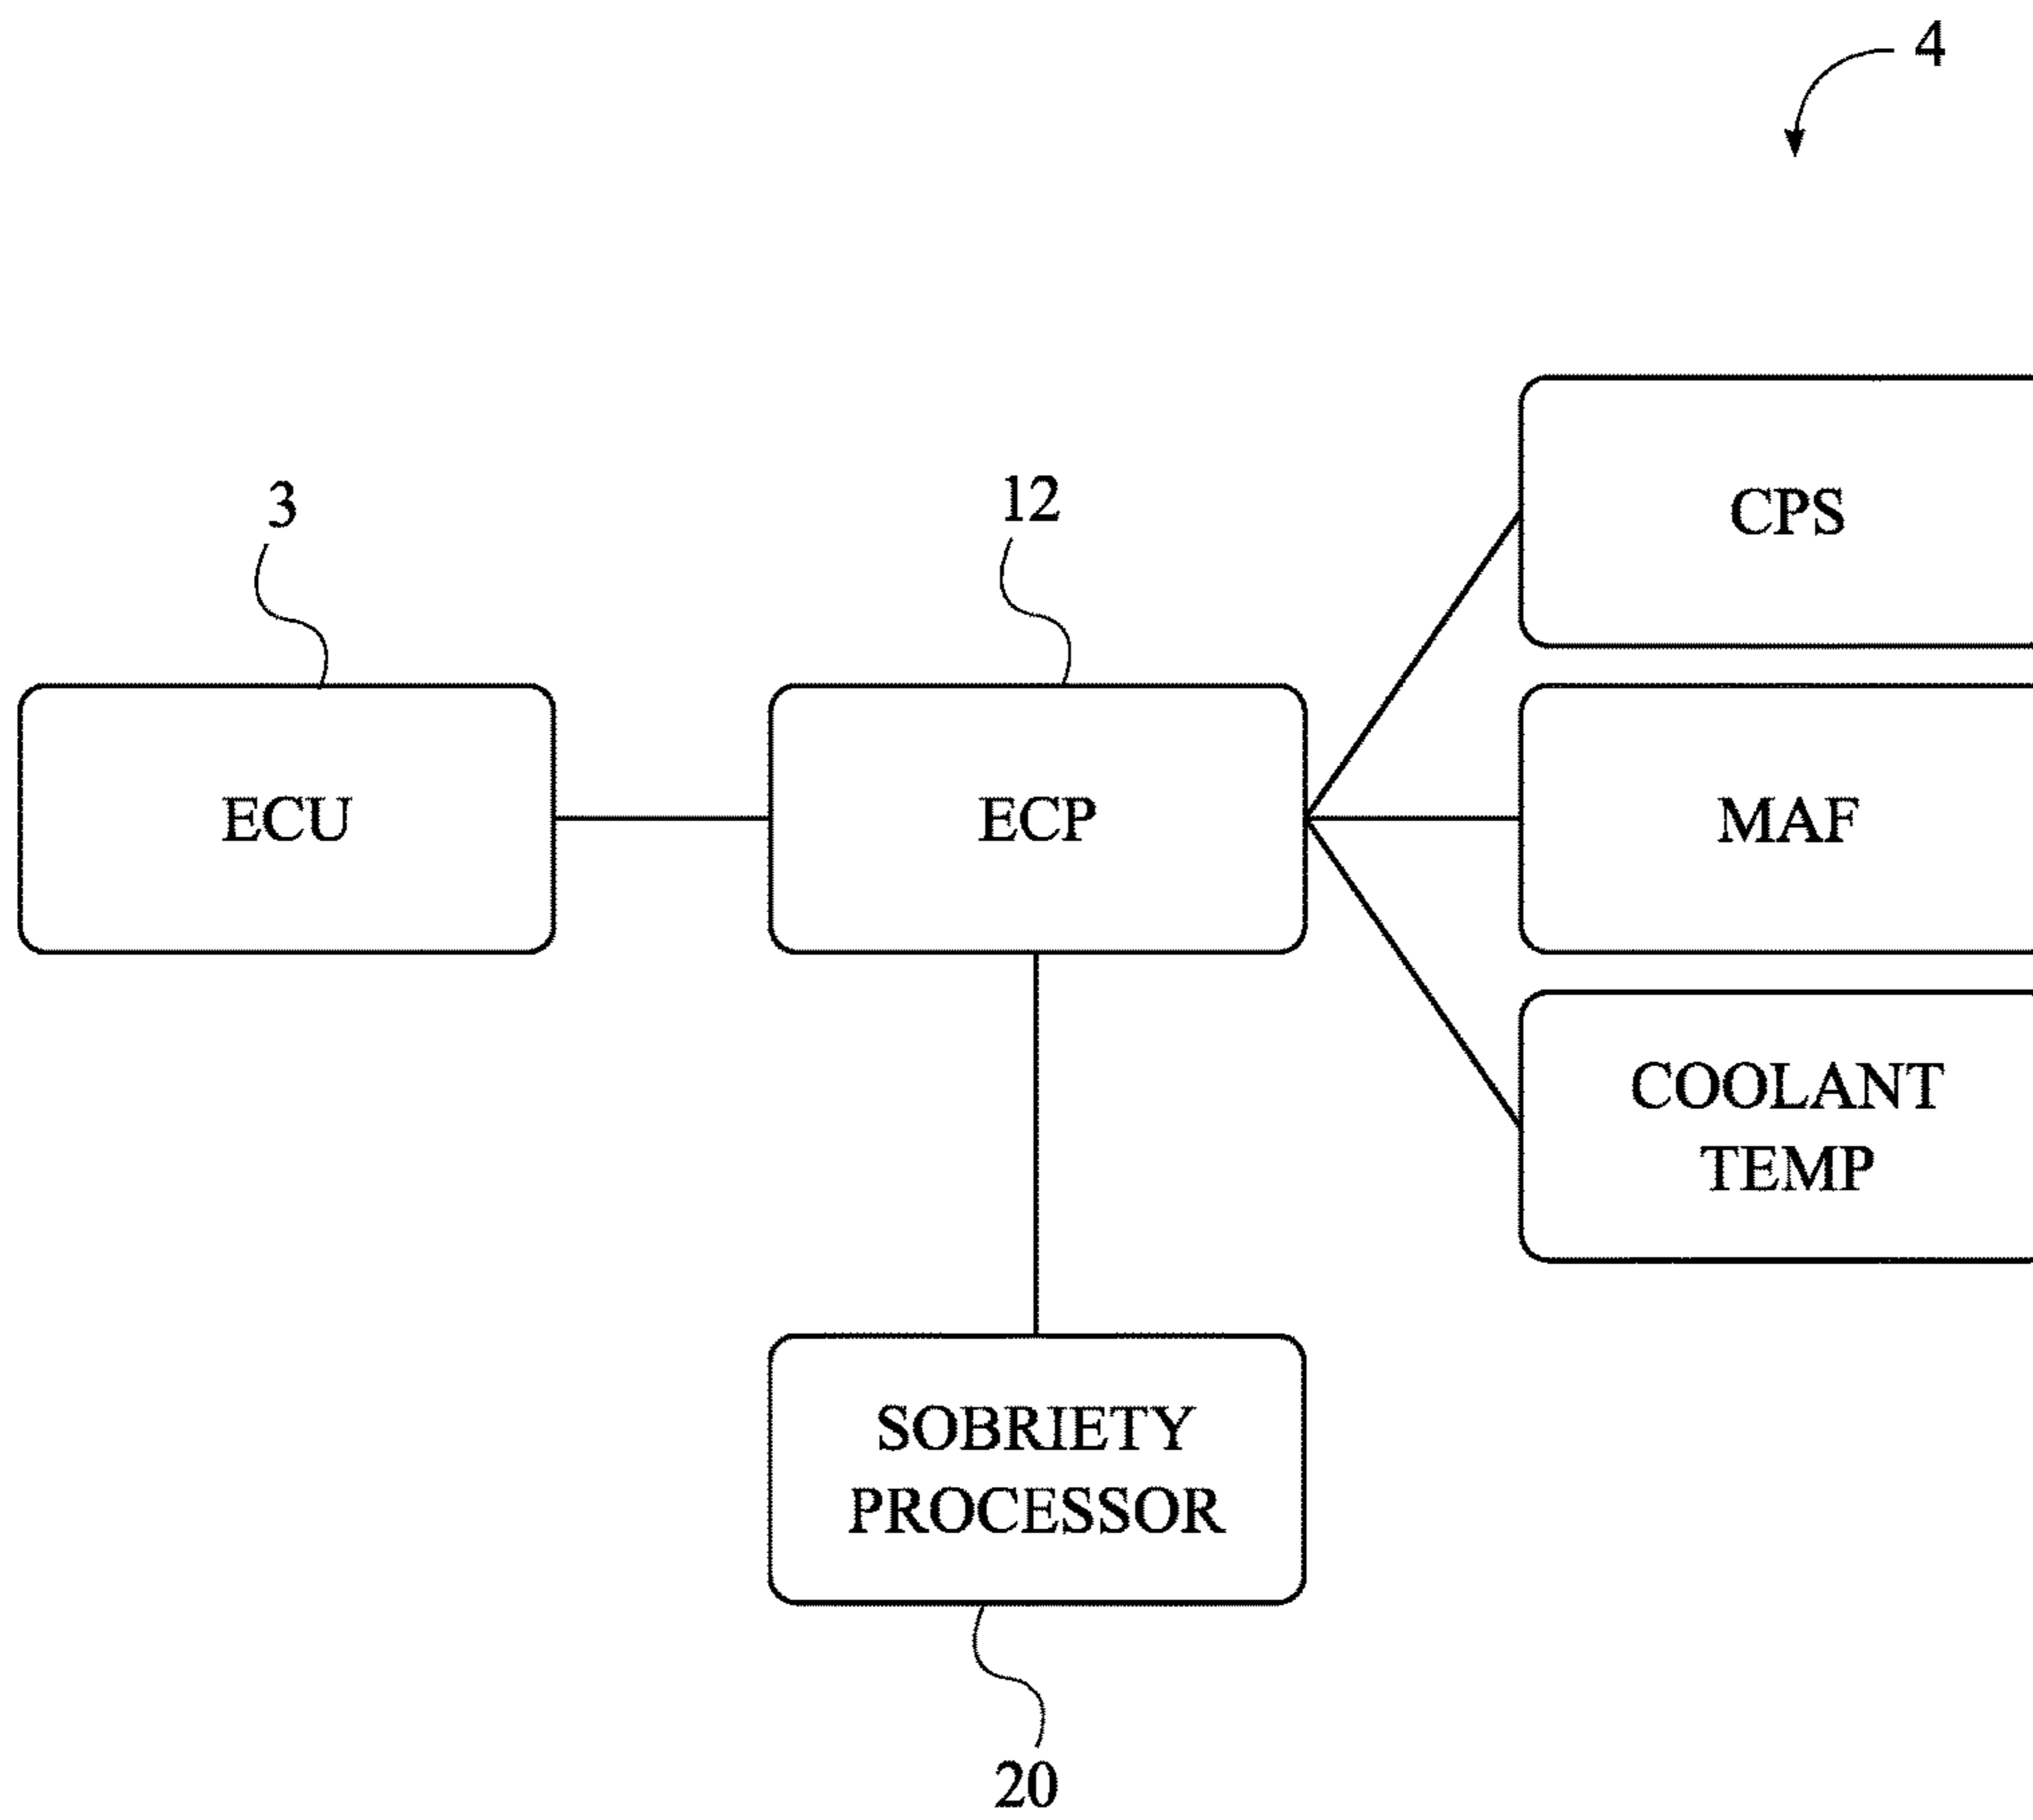 4
3
12
CPS
ECU
ECP
MAF
COOLANT
TEMP
SOBRIETY
PROCESSOR
20